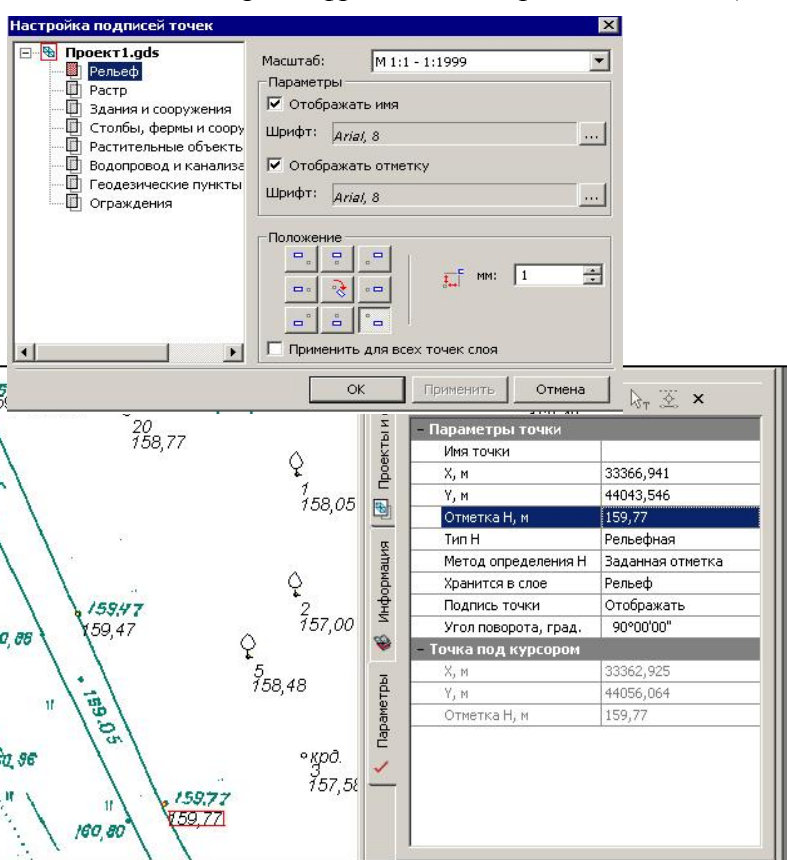 Настройка подписей точек
Проект1.gds
Рельеф
Растр
Здания и сооружения
Столбы, фермы и соору
Растительные объекть
Водопровод и канализа
Геодезические пункты
Ограждения
Масштаб: М 1:1 - 1:1999
Параметры
Отображать имя
Шрифт: Arial, 8 ...
Отображать отметку
Шрифт: Arial, 8 ...
Положение
мм: 1
Применить для всех точек слоя
ОК Применить Отмена
20
158,77
1
158,05
159,47
159,47
2
157,00
5
158,48
159.05
крд.
3
157,58
159,77
159,77
160,80
Проекты и
Информация
Параметры
Параметры точки
Имя точки
X, м 33366,941
Y, м 44043,546
Отметка Н, м 159,77
Тип Н Рельефная
Метод определения Н Заданная отметка
Хранится в слое Рельеф
Подпись точки Отображать
Угол поворота, град. 90°00'00"
Точка под курсором
X, м 33362,925
Y, м 44056,064
Отметка Н, м 159,77